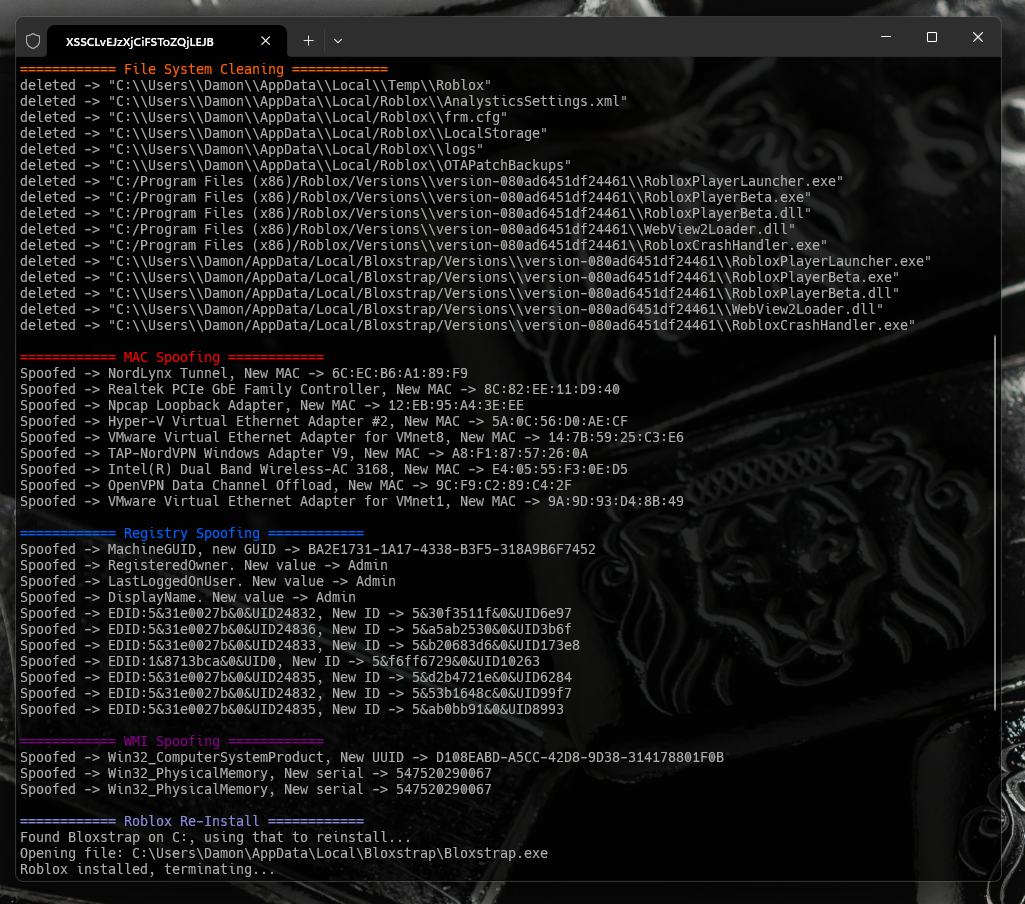 XSSCLvEJzXjCiFSToZQjLEJB
============ File System Cleaning ============
deleted -> "C:\\Users\\Damon\\AppData\\Local\\Temp\\Roblox"
deleted -> "C:\\Users\\Damon\\AppData\\Local/Roblox\\AnalysticsSettings.xml"
deleted -> "C:\\Users\\Damon\\AppData\\Local/Roblox\\frm.cfg"
deleted -> "C:\\Users\\Damon\\AppData\\Local/Roblox\\LocalStorage"
deleted -> "C:\\Users\\Damon\\AppData\\Local/Roblox\\logs"
deleted -> "C:\\Users\\Damon\\AppData\\Local/Roblox\\OTAPatchBackups"
deleted -> "C:/Program Files (x86)/Roblox/Versions\\version-080ad6451df24461\\RobloxPlayerLauncher.exe"
deleted -> "C:/Program Files (x86)/Roblox/Versions\\version-080ad6451df24461\\RobloxPlayerBeta.exe"
deleted -> "C:/Program Files (x86)/Roblox/Versions\\version-080ad6451df24461\\RobloxPlayerBeta.dll"
deleted -> "C:/Program Files (x86)/Roblox/Versions\\version-080ad6451df24461\\WebView2Loader.dll"
deleted -> "C:/Program Files (x86)/Roblox/Versions\\version-080ad6451df24461\\RobloxCrashHandler.exe"
deleted -> "C:\\Users\\Damon/AppData/Local/Bloxstrap/Versions\\version-080ad6451df24461\\RobloxPlayerLauncher.exe"
deleted -> "C:\\Users\\Damon/AppData/Local/Bloxstrap/Versions\\version-080ad6451df24461\\RobloxPlayerBeta.exe"
deleted -> "C:\\Users\\Damon/AppData/Local/Bloxstrap/Versions\\version-080ad6451df24461\\RobloxPlayerBeta.dll"
deleted -> "C:\\Users\\Damon/AppData/Local/Bloxstrap/Versions\\version-080ad6451df24461\\WebView2Loader.dll"
deleted -> "C:\\Users\\Damon/AppData/Local/Bloxstrap/Versions\\version-080ad6451df24461\\RobloxCrashHandler.exe"
============ MAC Spoofing ============
Spoofed -> NordLynx Tunnel, New MAC -> 6C:EC:B6:A1:89:F9
Spoofed -> Realtek PCIe GbE Family Controller, New MAC -> 8C:82:EE:11:D9:40
Spoofed -> Npcap Loopback Adapter, New MAC -> 12:EB:95:A4:3E:EE
Spoofed -> Hyper-V Virtual Ethernet Adapter #2, New MAC -> 5A:0C:56:D0:AE:CF
Spoofed -> VMware Virtual Ethernet Adapter for VMnet8, New MAC -> 14:7B:59:25:C3:E6
Spoofed -> TAP-NordVPN Windows Adapter V9, New MAC -> A8:F1:87:57:26:0A
Spoofed -> Intel(R) Dual Band Wireless-AC 3168, New MAC -> E4:05:55:F3:0E:D5
Spoofed -> OpenVPN Data Channel Offload, New MAC -> 9C:F9:C2:89:C4:2F
Spoofed -> VMware Virtual Ethernet Adapter for VMnet1, New MAC -> 9A:9D:93:D4:8B:49
============ Registry Spoofing ============
Spoofed -> MachineGUID, new GUID -> BA2E1731-1A17-4338-B3F5-318A9B6F7452
Spoofed -> RegisteredOwner. New value -> Admin
Spoofed -> LastLoggedOnUser. New value -> Admin
Spoofed -> DisplayName. New value -> Admin
Spoofed -> EDID:5&31e0027b&0&UID24832, New ID -> 5&30f3511f&0&UID6e97
Spoofed -> EDID:5&31e0027b&0&UID24836, New ID -> 5&a5ab2530&0&UID3b6f
Spoofed -> EDID:5&31e0027b&0&UID24833, New ID -> 5&b20683d6&0&UID173e8
Spoofed -> EDID:1&8713bca&0&UID0, New ID -> 5&f6ff6729&0&UID10263
Spoofed -> EDID:5&31e0027b&0&UID24835, New ID -> 5&d2b4721e&0&UID6284
Spoofed -> EDID:5&31e0027b&0&UID24832, New ID -> 5&53b1648c&0&UID99f7
Spoofed -> EDID:5&31e0027b&0&UID24835, New ID -> 5&ab0bb91&0&UID8993
============ WMI Spoofing ============
Spoofed -> Win32_ComputerSystemProduct, New UUID -> D108EABD-A5CC-42D8-9D38-314178801F0B
Spoofed -> Win32_PhysicalMemory, New serial -> 547520290067
Spoofed -> Win32_PhysicalMemory, New serial -> 547520290067
============ Roblox Re-Install ============
Found Bloxstrap on C:, using that to reinstall...
Opening file: C:\Users\Damon\AppData\Local\Bloxstrap\Bloxstrap.exe
Roblox installed, terminating...